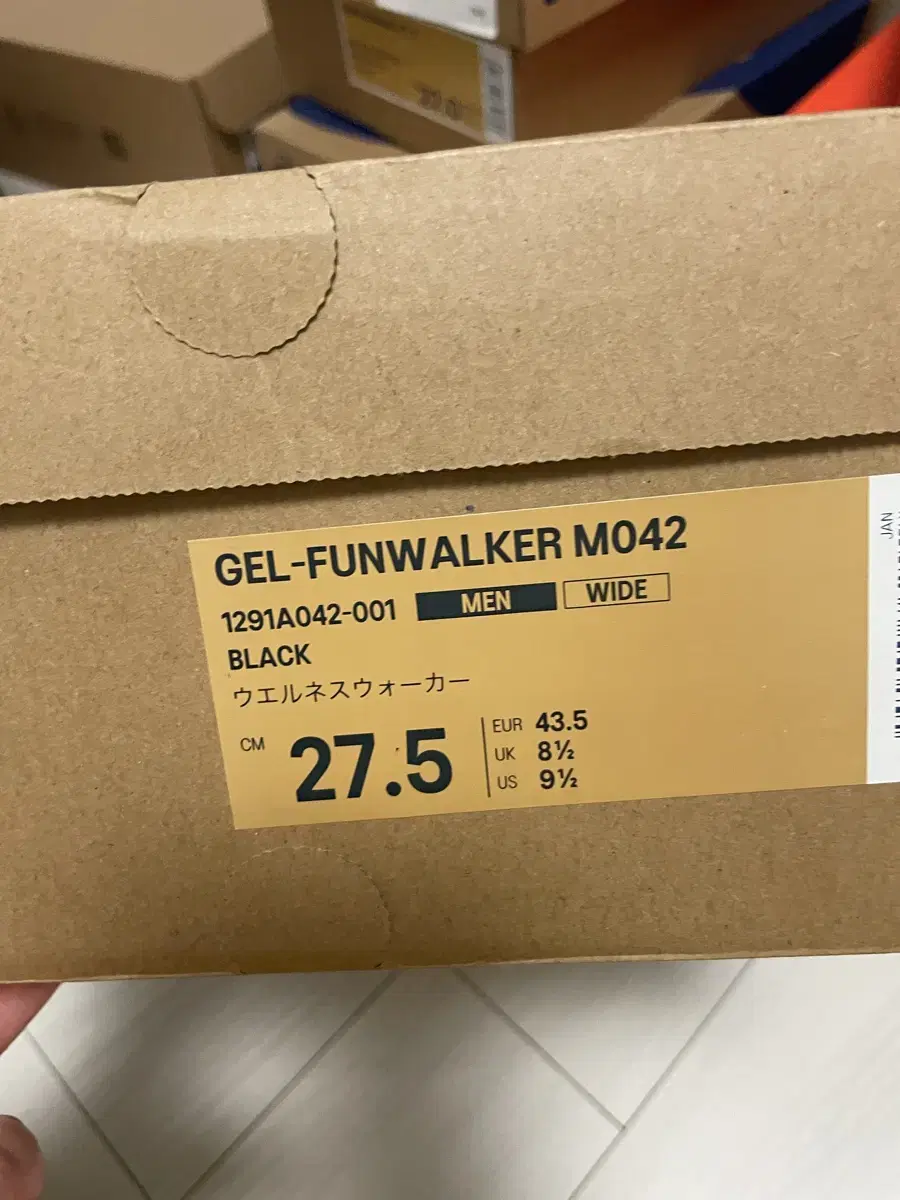 GEL-FUNWALKER M042
1291A042-001 MEN WIDE
BLACK
ウエルネスウォーカー
CM 27.5
EUR 43.5
UK 8½
US 9½
JAN